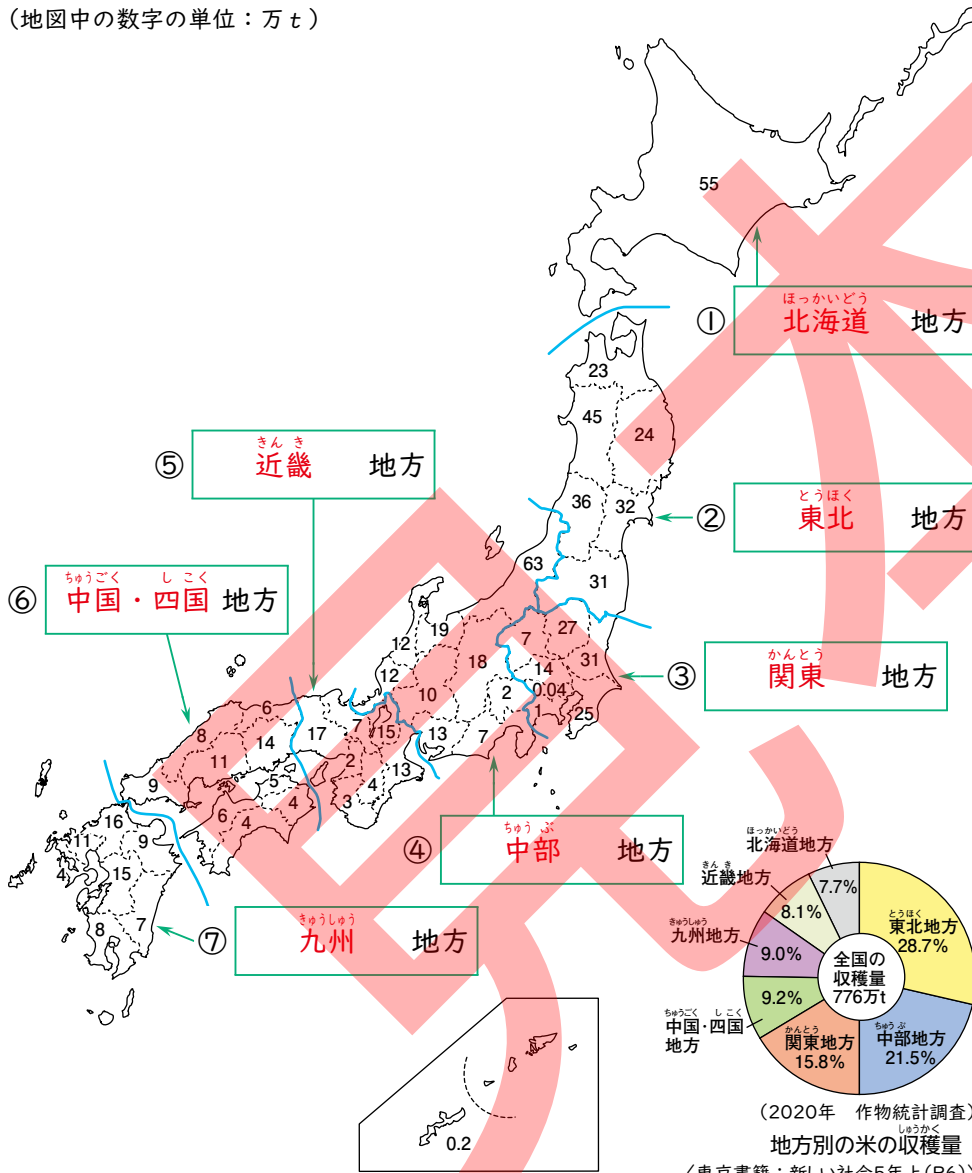 （地図中の数字の単位：万t）
55
ほっかいどう
① 北海道 地方
23
45
24
36
32
とうほく
② 東北 地方
63
31
きんき
⑤ 近畿 地方
ちゅうごく しこく
⑥ 中国・四国 地方
19
12
12
18
7
27
14
31
0.04
1
25
かんとう
③ 関東 地方
10
2
13
7
ちゅうぶ
④ 中部 地方
7
15
17
2
13
4
3
6
8
14
11
9
5
4
6
4
16
11
9
4
15
8
7
きゅうしゅう
⑦ 九州 地方
0.2
ほっかいどう
北海道地方
7.7%
きんき
近畿地方
8.1%
きゅうしゅう
九州地方
9.0%
ちゅうごく しこく
中国・四国
地方
9.2%
かんとう
関東地方
15.8%
ちゅうぶ
中部地方
21.5%
とうほく
東北地方
28.7%
全国の
収穫量
776万t
（2020年 作物統計調査）
しゅうかく
地方別の米の収穫量